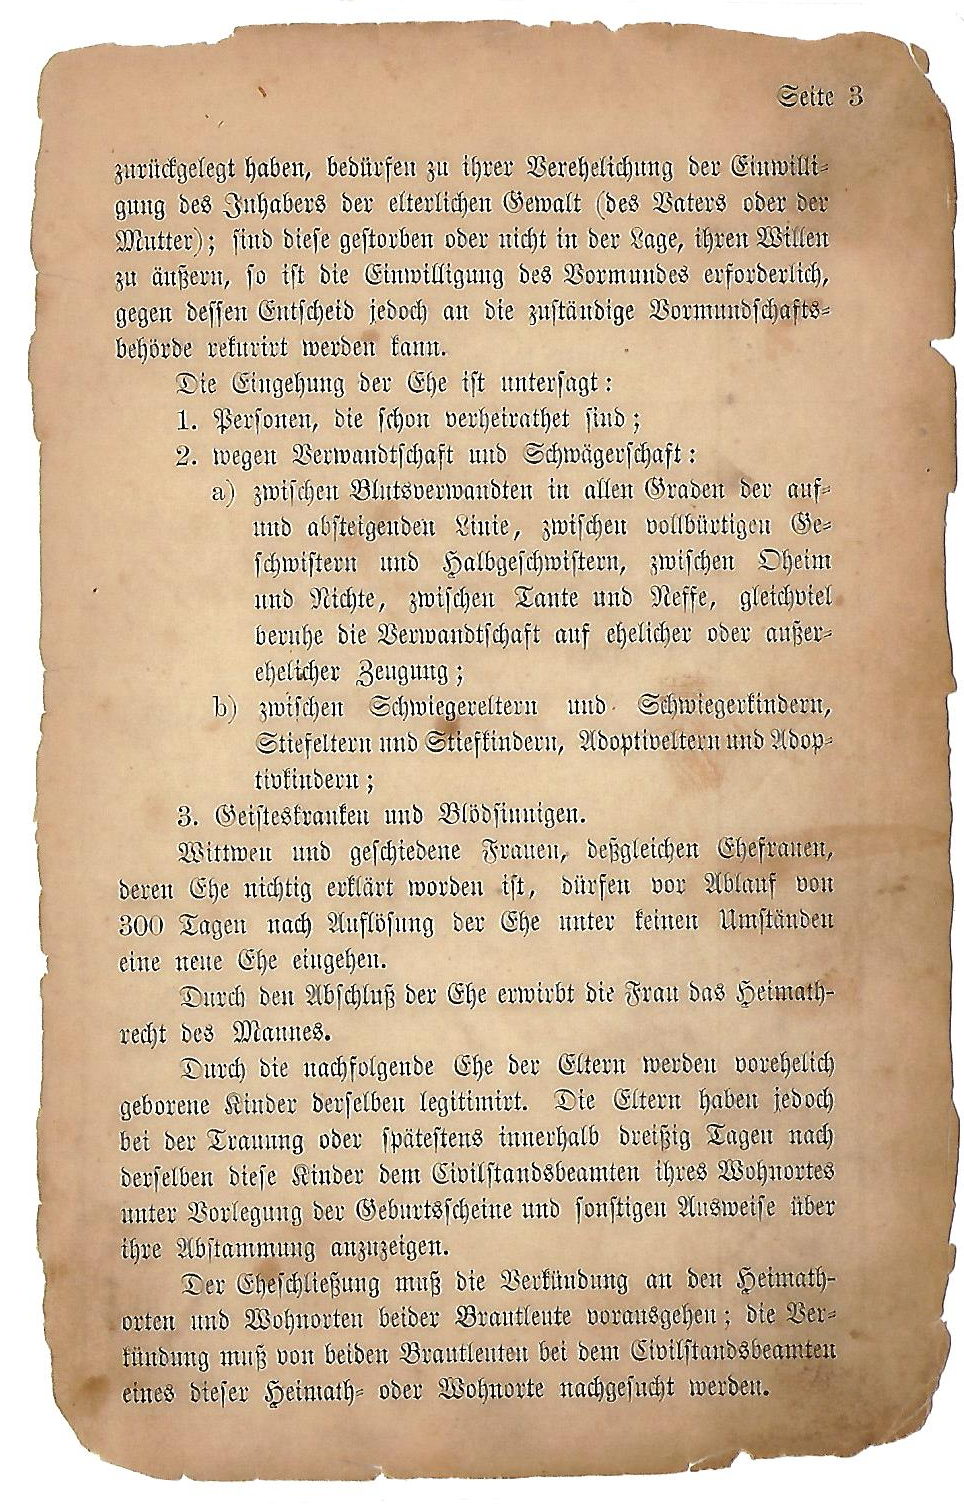 Seite 3
zurückgelegt haben, bedürfen zu ihrer Verehelichung der Einwilli-
gung des Inhabers der elterlichen Gewalt (des Vaters oder der
Mutter); sind diese gestorben oder nicht in der Lage, ihren Willen
zu äußern, so ist die Einwilligung des Vormundes erforderlich,
gegen dessen Entscheid jedoch an die zuständige Vormundschafts-
behörde rekurirt werden kann.
Die Eingehung der Ehe ist untersagt:
1. Personen, die schon verheirathet sind;
2. wegen Verwandtschaft und Schwägerschaft:
a) zwischen Blutsverwandten in allen Graden der auf-
und absteigenden Linie, zwischen vollbürtigen Ge-
schwistern und Halbgeschwistern, zwischen Oheim
und Nichte, zwischen Tante und Neffe, gleichviel
beruhe die Verwandtschaft auf ehelicher oder außer-
ehelicher Zeugung;
b) zwischen Schwiegereltern und Schwiegerkindern,
Stiefeltern und Stiefkindern, Adoptiveltern und Adop-
tivkindern;
3. Geisteskranken und Blödsinnigen.
Wittwen und geschiedene Frauen, deßgleichen Ehefrauen,
deren Ehe nichtig erklärt worden ist, dürfen vor Ablauf von
300 Tagen nach Auflösung der Ehe unter keinen Umständen
eine neue Ehe eingehen.
Durch den Abschluß der Ehe erwirbt die Frau das Heimath-
recht des Mannes.
Durch die nachfolgende Ehe der Eltern werden vorehelich
geborene Kinder derselben legitimirt. Die Eltern haben jedoch
bei der Trauung oder spätestens innerhalb dreißig Tagen nach
derselben diese Kinder dem Civilstandsbeamten ihres Wohnortes
unter Vorlegung der Geburtsscheine und sonstigen Ausweise über
ihre Abstammung anzuzeigen.
Der Eheschließung muß die Verkündung an den Heimath-
orten und Wohnorten beider Brautleute vorausgehen; die Ver-
kündung muß von beiden Brautleuten bei dem Civilstandsbeamten
eines dieser Heimath- oder Wohnorte nachgesucht werden.